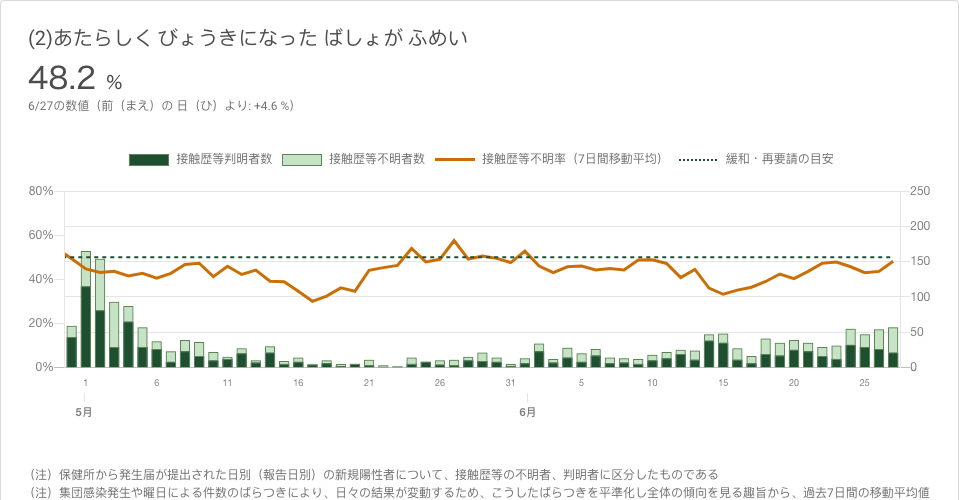 (2)あたらしく びょうきになった ばしょが ふめい
48.2 %
6/27の数値（前（まえ）の 日（ひ）より: +4.6 %）
接触歴等判明者数 接触歴等不明者数 接触歴等不明率（7日間移動平均） 緩和・再要請の目安
80% 250
200
60%
150
40%
100
20%
50
0% 0
1 6 11 16 21 26 31 5 10 15 20 25
5月 6月
（注）保健所から発生届が提出された日別（報告日別）の新規陽性者について、接触歴等の不明者、判明者に区分したものである
（注）集団感染発生や曜日による件数のばらつきにより、日々の結果が変動するため、こうしたばらつきを平準化し全体の傾向を見る趣旨から、過去7日間の移動平均値